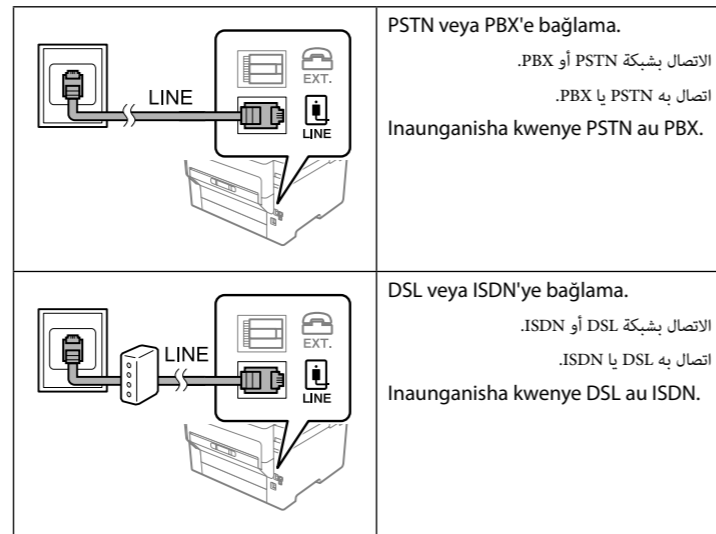 EXT.
LINE
LINE
PSTN veya PBX'e bağlama.
الاتصال بشبكة PSTN أو PBX.
اتصال به PSTN یا PBX.
Inaunganisha kwenye PSTN au PBX.
EXT.
LINE
LINE
DSL veya ISDN'ye bağlama.
الاتصال بشبكة DSL أو ISDN.
اتصال به DSL یا ISDN.
Inaunganisha kwenye DSL au ISDN.